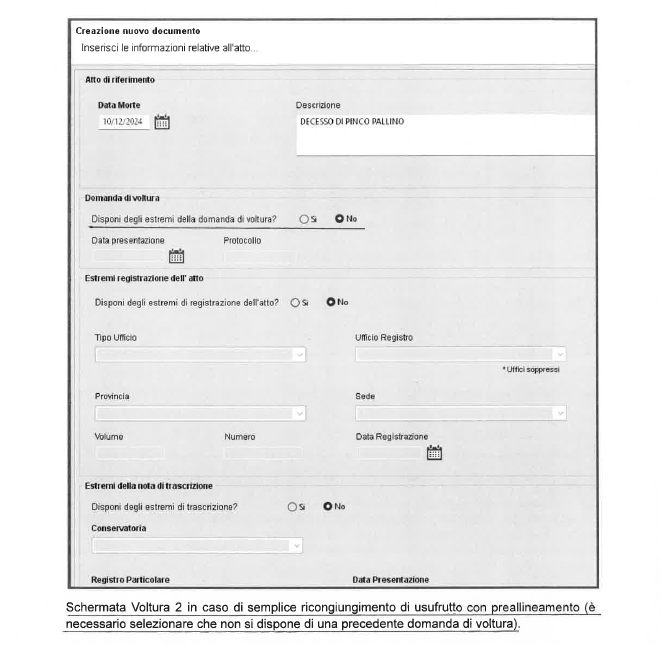 Creazione nuovo documento
Inserisci le informazioni relative all'atto...
Atto di riferimento
Data Morte Descrizione
10/12/2024 DECESSO DI PINCO PALLINO
Domanda di voltura
Disponi degli estremi della domanda di voltura? Si No
Data presentazione Protocollo
Estremi registrazione dell' atto
Disponi degli estremi di registrazione dell'atto? Si No
Tipo Ufficio Ufficio Registro
* Uffici soppressi
Provincia Sede
Volume Numero Data Registrazione
Estremi della nota di trascrizione
Disponi degli estremi di trascrizione? Si No
Conservatoria
Registro Particolare Data Presentazione
Schermata Voltura 2 in caso di semplice ricongiungimento di usufrutto con preallineamento (è
necessario selezionare che non si dispone di una precedente domanda di voltura).